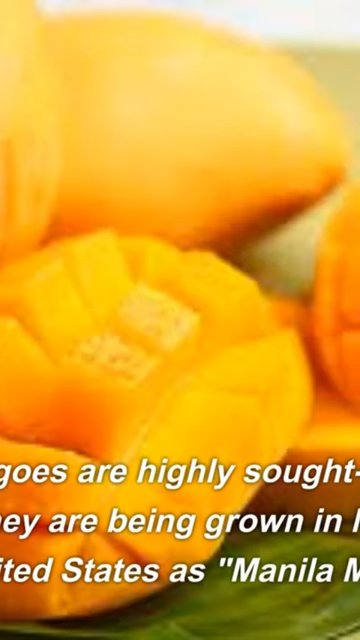 goes are highly sought-
ey are being grown in
ited States as "Manila